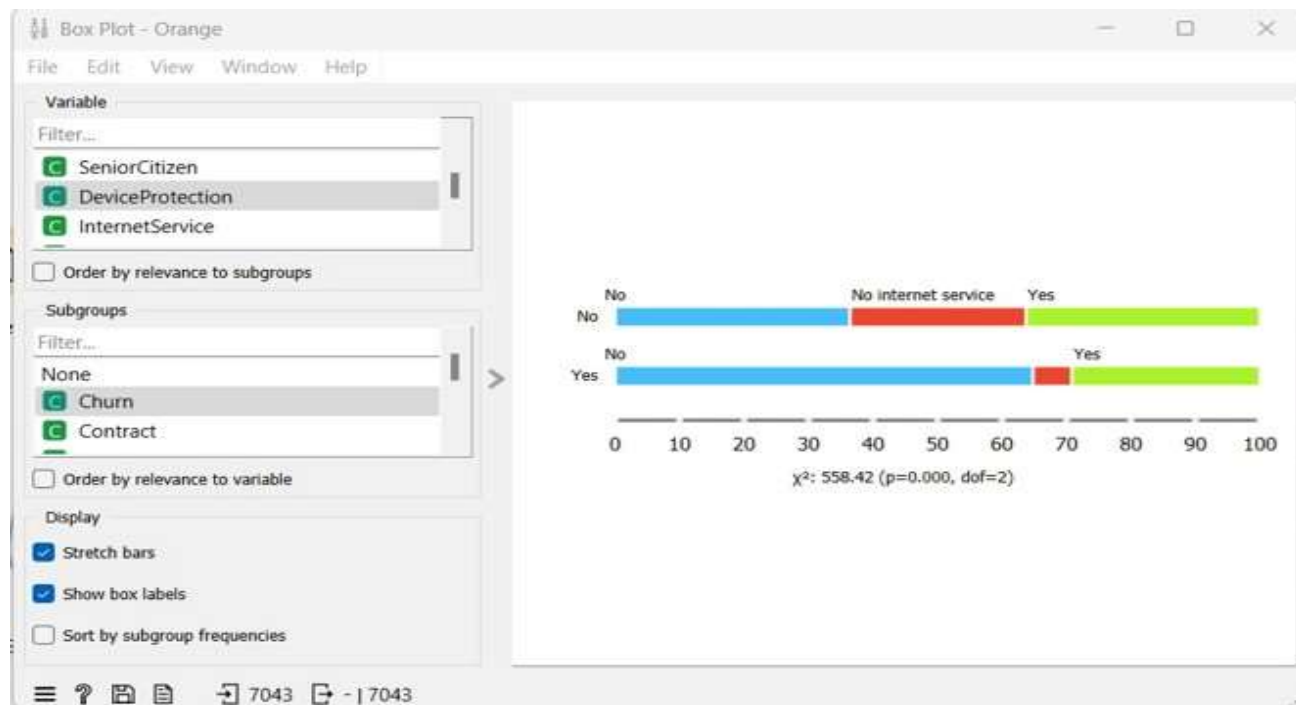 Box Plot - Orange
File Edit View Window Help
Variable
Filter...
C SeniorCitizen
C DeviceProtection
C InternetService
Order by relevance to subgroups
Subgroups
Filter...
None
C Churn
C Contract
Order by relevance to variable
Display
Stretch bars
Show box labels
Sort by subgroup frequencies
7043 - | 7043
No No internet service Yes
No
No Yes
Yes
0 10 20 30 40 50 60 70 80 90 100
χ²: 558.42 (p=0.000, dof=2)